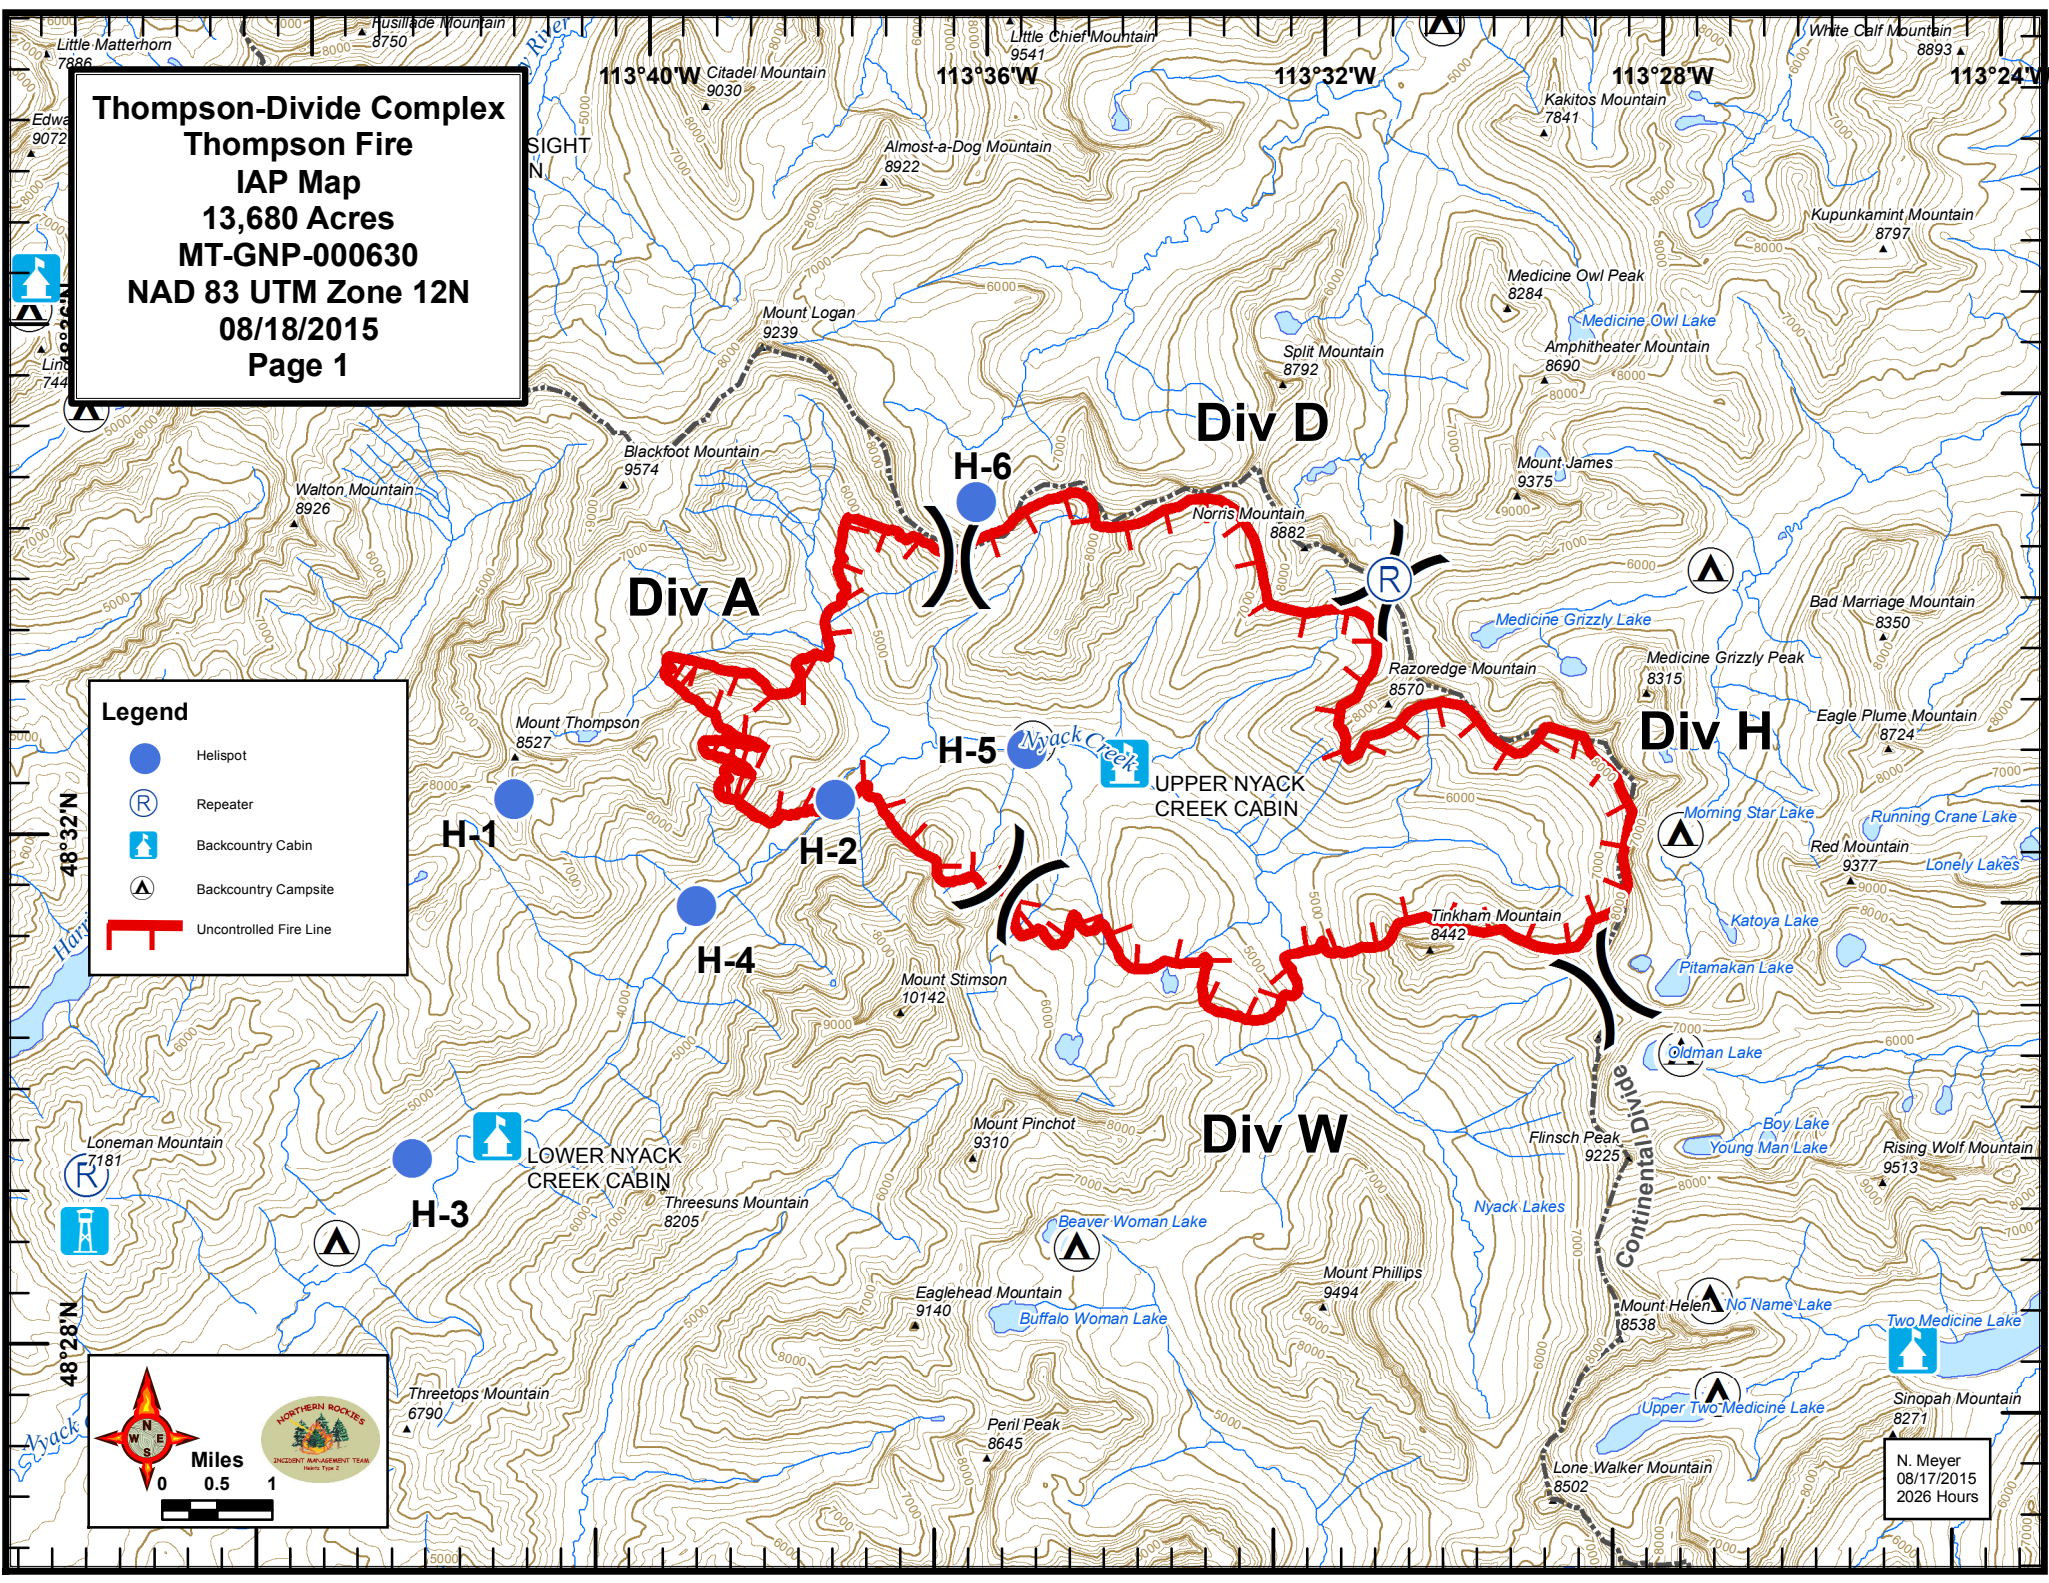 Thompson-Divide Complex
Thompson Fire
IAP Map
13,680 Acres
MT-GNP-000630
NAD 83 UTM Zone 12N
08/18/2015
Page 1
Little Matterhorn
7886
Fusillade Mountain
8750
Little Chief Mountain
9541
White Calf Mountain
8893
113°40'W
113°36'W
113°32'W
113°28'W
113°24'W
Citadel Mountain
9030
Kakitos Mountain
7841
9072
SIGHT
Almost-a-Dog Mountain
8922
Kupunkamint Mountain
8797
Medicine Owl Peak
8284
Medicine Owl Lake
Mount Logan
9239
Split Mountain
8792
Amphitheater Mountain
8690
Div D
Blackfoot Mountain
9574
H-6
Mount James
9375
Walton Mountain
8926
Norris Mountain
8882
R
Div A
Medicine Grizzly Lake
Bad Marriage Mountain
8350
Razoredge Mountain
8570
Medicine Grizzly Peak
8315
Div H
Eagle Plume Mountain
8724
Mount Thompson
8527
H-5
Nyack Creek
UPPER NYACK
CREEK CABIN
H-1
H-2
Morning Star Lake
Running Crane Lake
Red Mountain
9377
Lonely Lakes
Legend
Helispot
R
Repeater
Backcountry Cabin
Backcountry Campsite
Uncontrolled Fire Line
48°32'N
H-4
Tinkham Mountain
8442
Katoya Lake
Pitamakan Lake
Mount Stimson
10142
Oldman Lake
Mount Pinchot
9310
Div W
Flinsch Peak
9225
Boy Lake
Young Man Lake
Rising Wolf Mountain
9513
Continental Divide
Loneman Mountain
7181
R
LOWER NYACK
CREEK CABIN
H-3
Threesuns Mountain
8205
Beaver Woman Lake
Nyack Lakes
Eaglehead Mountain
9140
Buffalo Woman Lake
Mount Phillips
9494
Mount Helen
8538
No Name Lake
Two Medicine Lake
48°28'N
Threetops Mountain
6790
Peril Peak
8645
Upper Two Medicine Lake
Sinopah Mountain
8271
Lone Walker Mountain
8502
Nyack
N
W E
S
Miles
0 0.5 1
NORTHERN ROCKIES
INCIDENT MANAGEMENT TEAM
N. Meyer
08/17/2015
2026 Hours